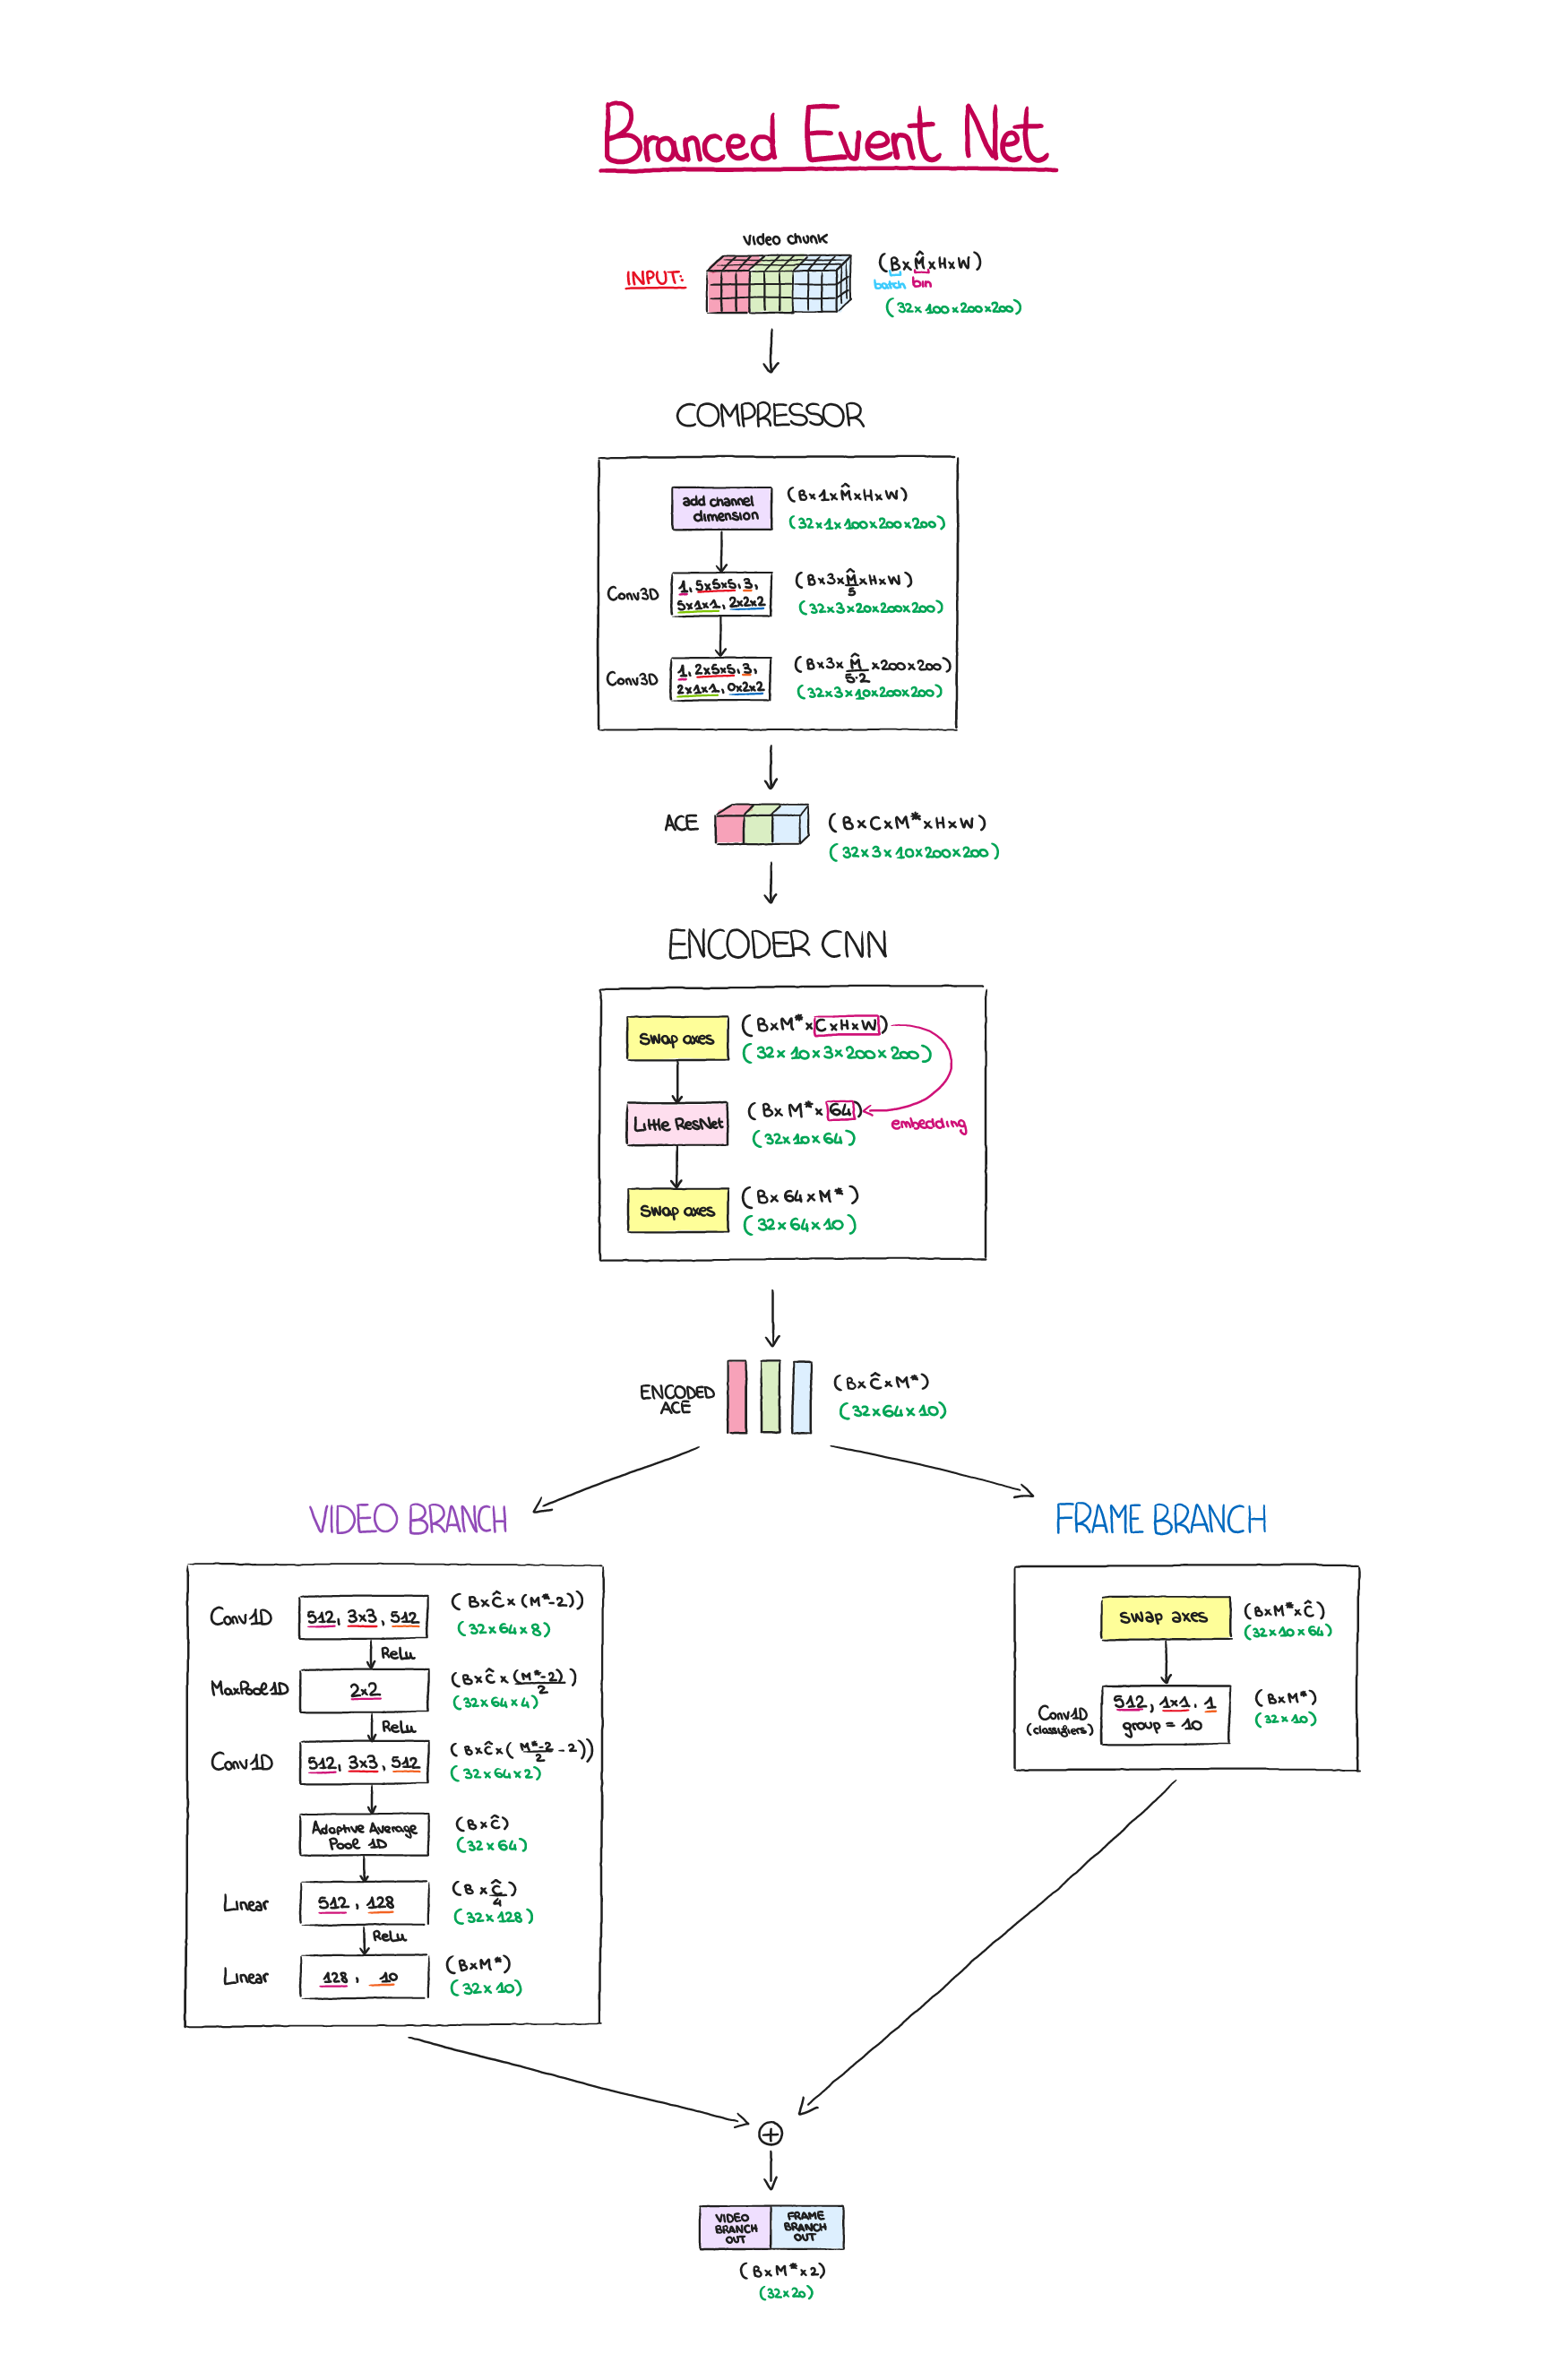 Branced Event Net
Video chunk
INPUT:
(B×M̂×H×W)
batch bin
(32×100×200×200)
COMPRESSOR
add channel
dimension
(B×1×M̂×H×W)
(32×1×100×200×200)
Conv3D
1, 5×5×5, 3,
5×1×1, 2×2×2
(B×3×M̂/5×H×W)
(32×3×20×200×200)
Conv3D
1, 2×5×5, 3,
2×1×1, 0×2×2
(B×3×M̂/5·2×200×200)
(32×3×10×200×200)
ACE
(B×C×M*×H×W)
(32×3×10×200×200)
ENCODER CNN
Swap axes
(B×M*×C×H×W)
(32×10×3×200×200)
Little ResNet
(B×M*×64)
embedding
(32×10×64)
Swap axes
(B×64×M*)
(32×64×10)
ENCODED
ACE
(B×Ĉ×M*)
(32×64×10)
VIDEO BRANCH
Conv1D
512, 3×3, 512
(B×Ĉ×(M*-2))
(32×64×8)
ReLu
MaxPool1D
2×2
(B×Ĉ×(M*-2)/2)
(32×64×4)
ReLu
Conv1D
512, 3×3, 512
(B×Ĉ×(M*-2/2-2))
(32×64×2)
Adaptive Average
Pool 1D
(B×Ĉ)
(32×64)
Linear
512, 128
(B×Ĉ/4)
(32×128)
ReLu
Linear
128, 10
(B×M*)
(32×10)
FRAME BRANCH
Swap axes
(B×M*×Ĉ)
(32×10×64)
Conv1D
(classifiers)
512, 1×1, 1
group = 10
(B×M*)
(32×10)
+
VIDEO
BRANCH
OUT
FRAME
BRANCH
OUT
(B×M*×2)
(32×20)